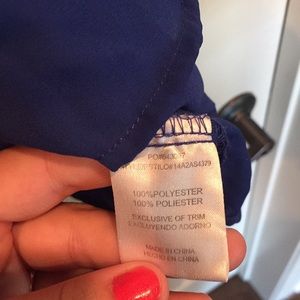 100%POLYESTER
100% POLIESTER
EXCLUSIVE OF TRIM
EXCLUYENDO ADORNO
MADE IN CHINA
HECHO EN CHINA